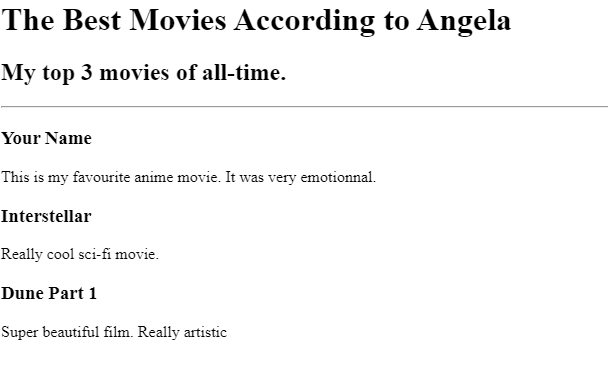 The Best Movies According to Angela
My top 3 movies of all-time.
Your Name
This is my favourite anime movie. It was very emotionnal.
Interstellar
Really cool sci-fi movie.
Dune Part 1
Super beautiful film. Really artistic